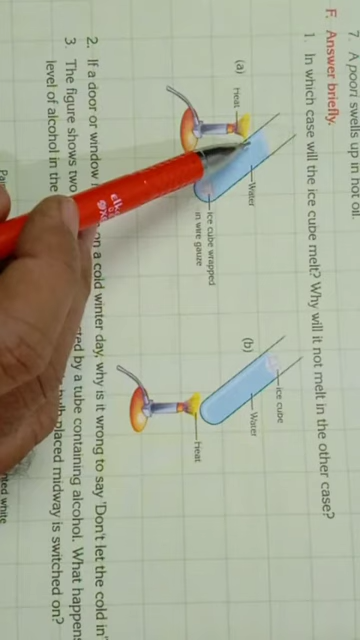 7. A poori swells up in hot oil.
F. Answer briefly.
1. In which case will the ice cube melt? Why will it not melt in the other case?
(a)
Heat
Water
ice cube wrapped
in wire gauze
(b)
ice cube
Water
Heat
2. If a door or window on a cold winter day, why is it wrong to say 'Don't let the cold in'
3. The figure shows two by a tube containing alcohol. What happens
level of alcohol in the bulb placed midway is switched on?
white
elkos